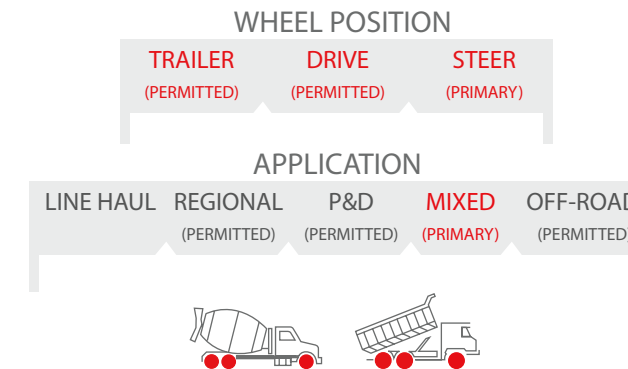 WHEEL POSITION
TRAILER DRIVE STEER
(PERMITTED) (PERMITTED) (PRIMARY)
APPLICATION
LINE HAUL REGIONAL P&D MIXED OFF-ROAD
(PERMITTED) (PERMITTED) (PRIMARY) (PERMITTED)